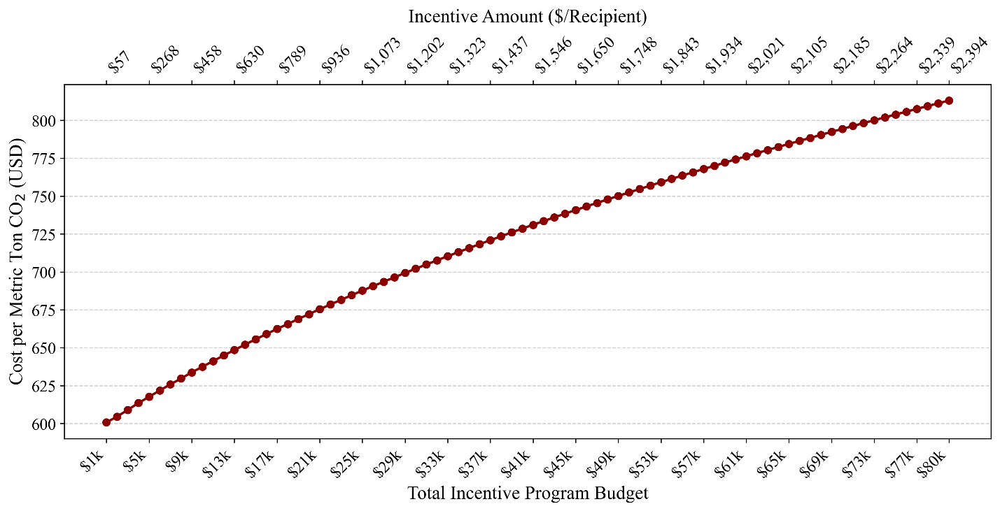 Incentive Amount ($/Recipient)
$57 $268 $458 $630 $789 $936 $1,073 $1,202 $1,323 $1,437 $1,546 $1,650 $1,748 $1,843 $1,934 $2,021 $2,105 $2,185 $2,264 $2,339 $2,394
Cost per Metric Ton CO₂ (USD)
800
775
750
725
700
675
650
625
600
$1k $5k $9k $13k $17k $21k $25k $29k $33k $37k $41k $45k $49k $53k $57k $61k $65k $69k $73k $77k $80k
Total Incentive Program Budget